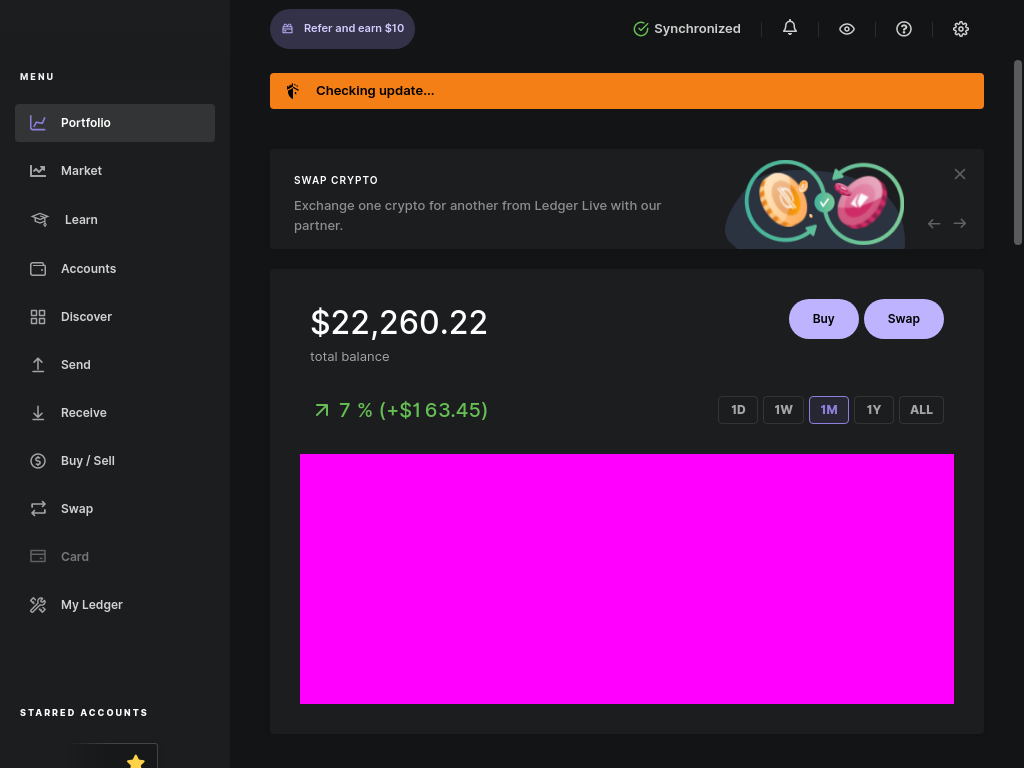 Refer and earn $10
Synchronized
MENU
Checking update...
Portfolio
Market
Learn
Accounts
Discover
Send
Receive
Buy / Sell
Swap
Card
My Ledger
STARRED ACCOUNTS
SWAP CRYPTO
Exchange one crypto for another from Ledger Live with our
partner.
$22,260.22
total balance
Buy
Swap
7 % (+$163.45)
1D
1W
1M
1Y
ALL